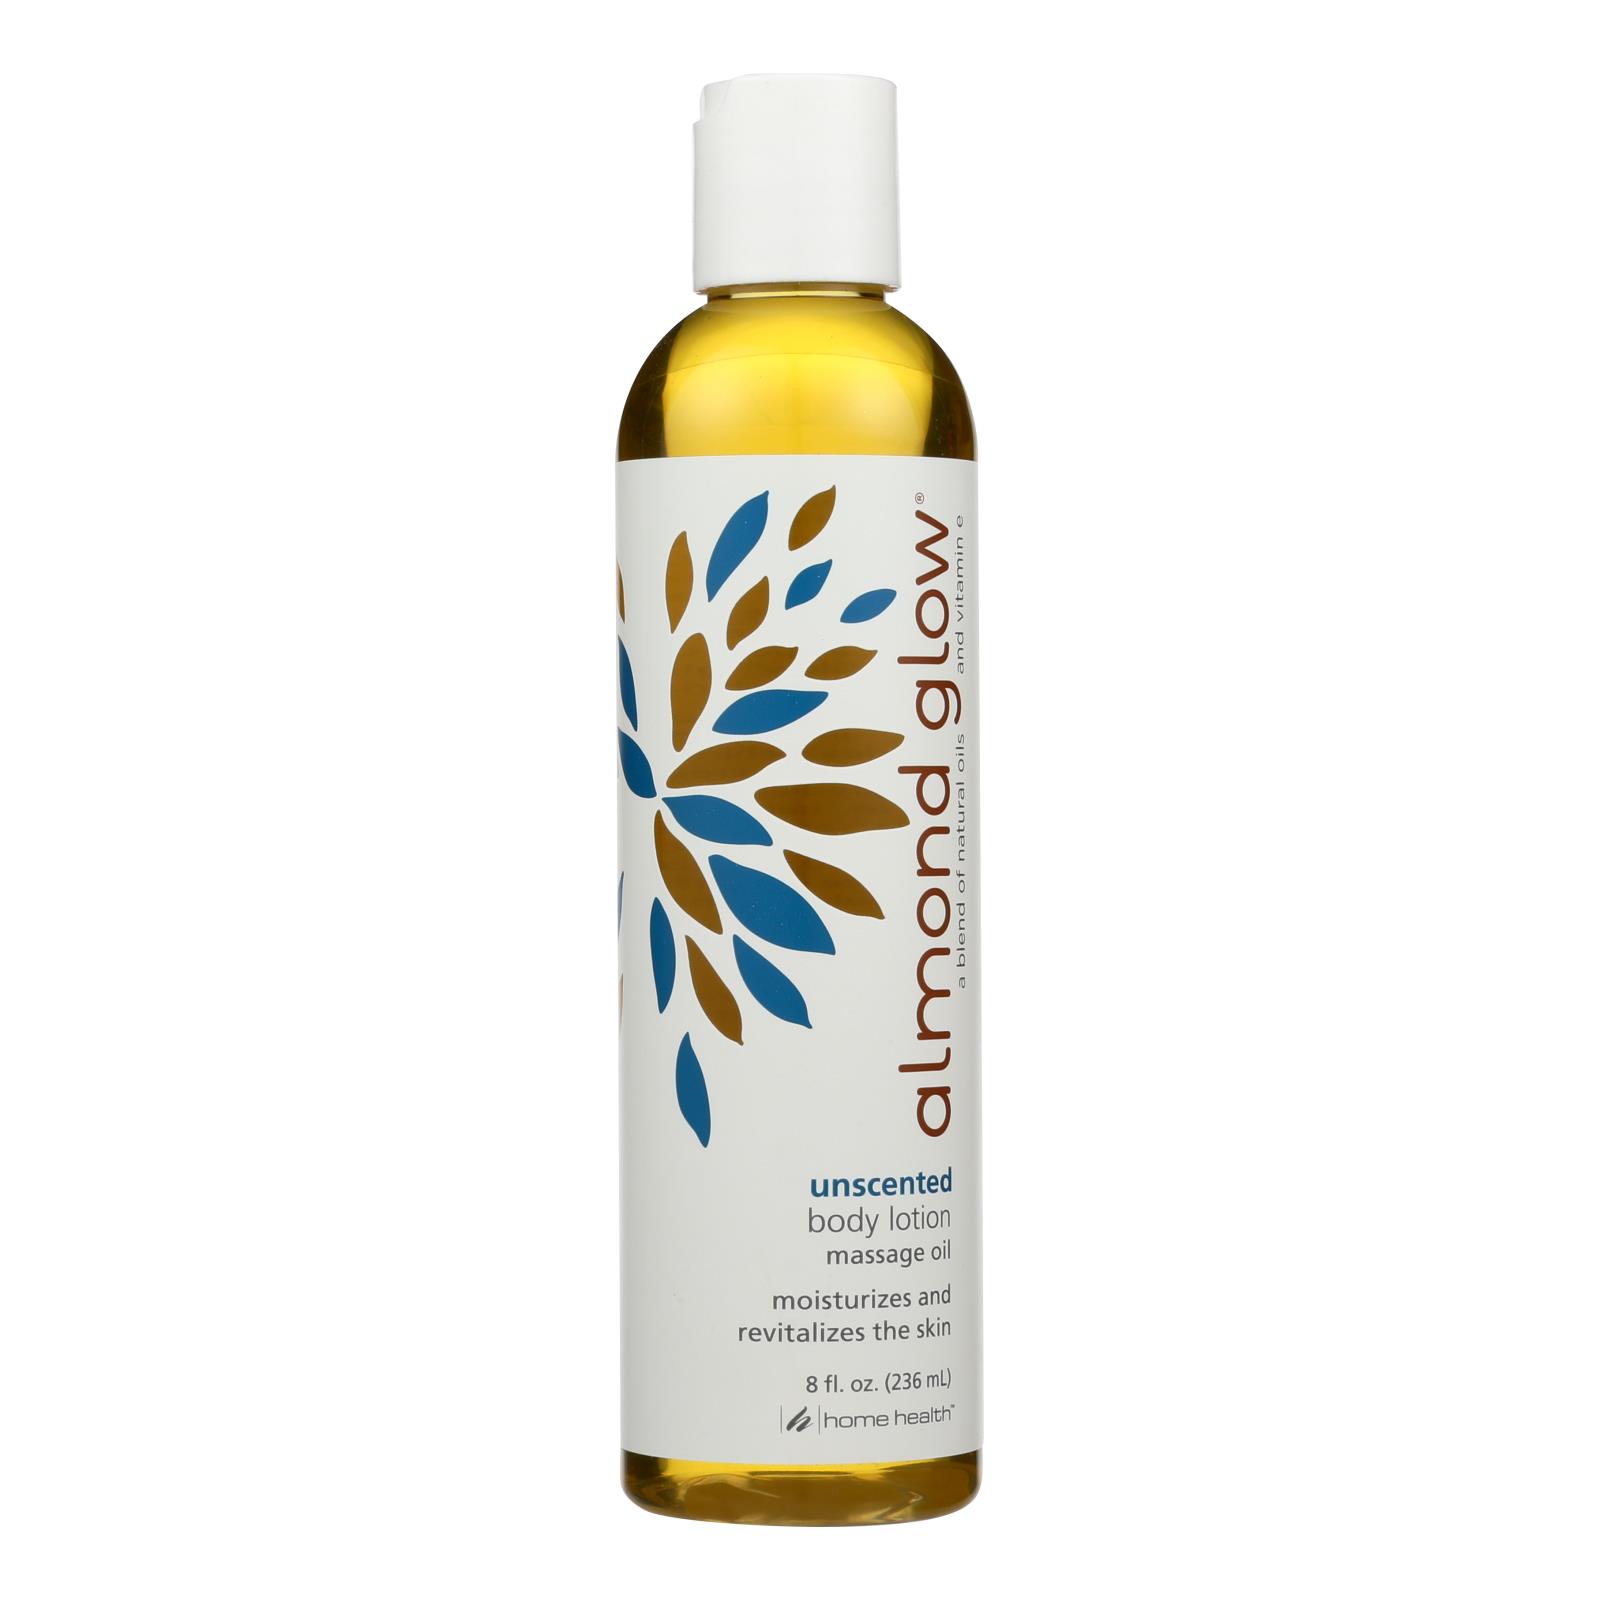 almond glow®
a blend of natural oils and vitamin e
unscented
body lotion
massage oil
moisturizes and
revitalizes the skin
8 fl. oz. (236 mL)
home health™